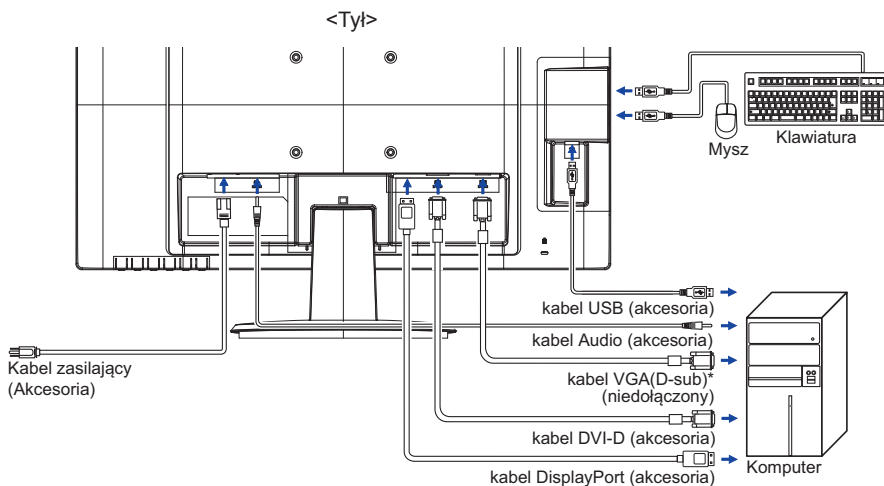 <Tył>
Klawiatura
Mysz
kabel USB (akcesoria)
kabel Audio (akcesoria)
Kabel zasilający
(Akcesoria)
kabel VGA(D-sub)*
(niedołączony)
kabel DVI-D (akcesoria)
Komputer
kabel DisplayPort (akcesoria)